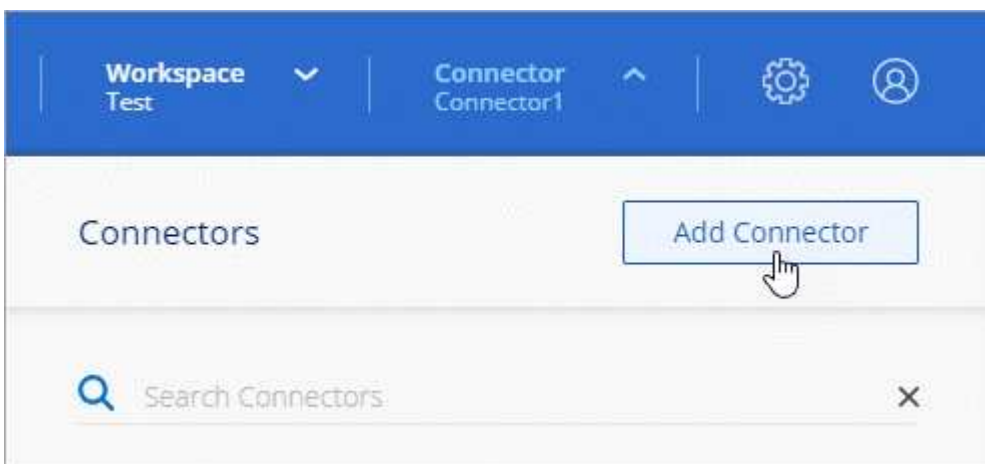 Workspace
Test
Connector
Connector1
Connectors
Add Connector
Search Connectors